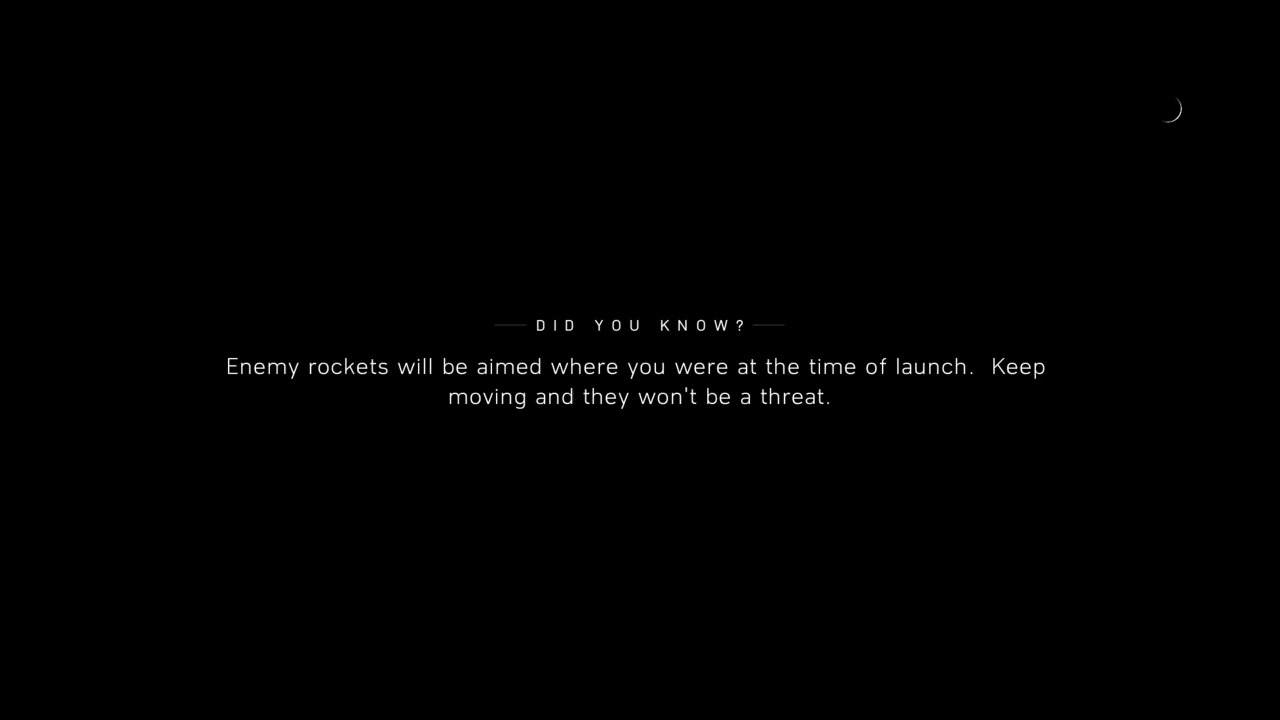 DID YOU KNOW?
Enemy rockets will be aimed where you were at the time of launch.  Keep
moving and they won't be a threat.